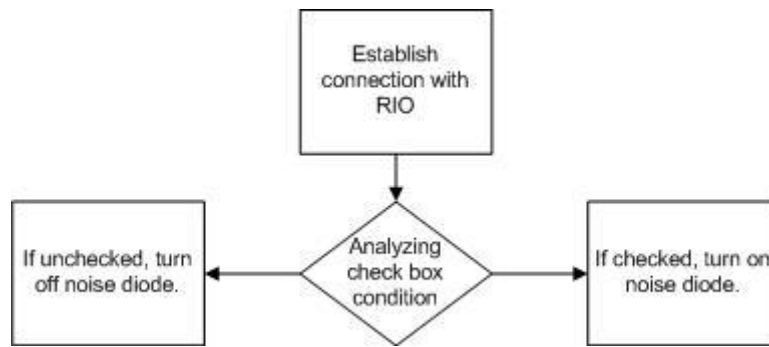 Establish
connection with
RIO
If unchecked, turn
off noise diode.
Analyzing
check box
condition
If checked, turn on
noise diode.